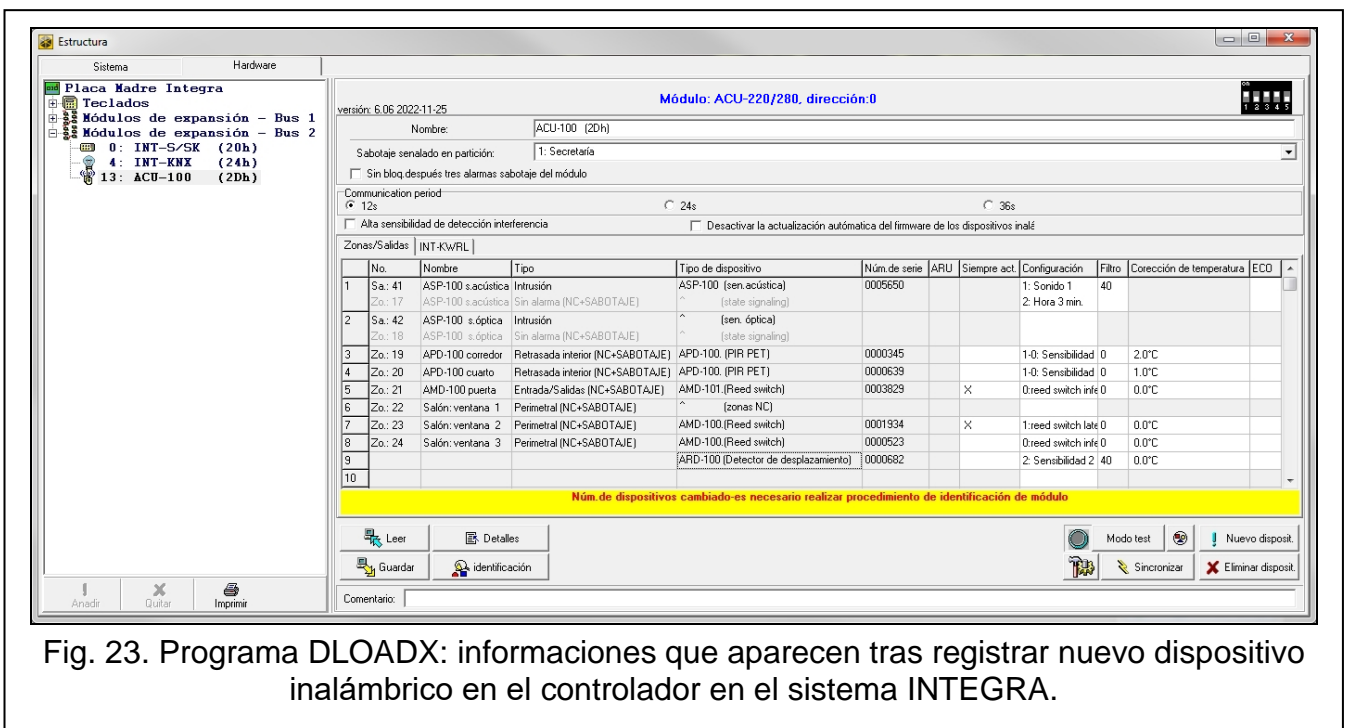 Estructura
Sistema Hardware
Placa Madre Integra
Teclados
Módulos de expansión - Bus 1
Módulos de expansión - Bus 2
0: INT-S/SK (20h)
4: INT-KNX (24h)
13: ACU-100 (2Dh)
Anadir Quitar Imprimir
versión: 6.06 2022-11-25 Módulo: ACU-220/280, dirección:0
ON
1 2 3 4 5
Nombre: ACU-100 (2Dh)
Sabotaje senalado en partición: 1: Secretaría
Sin bloq.después tres alarmas sabotaje del módulo
Communication period
12s 24s 36s
Alta sensibilidad de detección interferencia Desactivar la actualización autómatica del firmware de los dispositivos inalá
Zonas/Salidas INT-KWRL
No. Nombre Tipo Tipo de dispositivo Núm.de serie ARU Siempre act. Configuración Filtro Corección de temperatura ECO
1 Sa.: 41 ASP-100 s.acústica Intrusión ASP-100 (sen.acústica) 0005650 1: Sonido 1 40
Zo.: 17 ASP-100 s.acústica Sin alarma (NC+SABOTAJE) ^ (state signaling) 2: Hora 3 min.
2 Sa.: 42 ASP-100 s.óptica Intrusión ^ (sen. óptica)
Zo.: 18 ASP-100 s.óptica Sin alarma (NC+SABOTAJE) ^ (state signaling)
3 Zo.: 19 APD-100 corredor Retrasada interior (NC+SABOTAJE) APD-100. (PIR PET) 0000345 1-0: Sensibilidad 0 2.0°C
4 Zo.: 20 APD-100 cuarto Retrasada interior (NC+SABOTAJE) APD-100. (PIR PET) 0000639 1-0: Sensibilidad 0 1.0°C
5 Zo.: 21 AMD-100 puerta Entrada/Salidas (NC+SABOTAJE) AMD-101.(Reed switch) 0003829 X 0:reed switch infe 0 0.0°C
6 Zo.: 22 Salón: ventana 1 Perimetral (NC+SABOTAJE) ^ (zonas NC)
7 Zo.: 23 Salón: ventana 2 Perimetral (NC+SABOTAJE) AMD-100.(Reed switch) 0001934 X 1:reed switch late 0 0.0°C
8 Zo.: 24 Salón: ventana 3 Perimetral (NC+SABOTAJE) AMD-100.(Reed switch) 0000523 0:reed switch infe 0 0.0°C
9 ARD-100 (Detector de desplazamiento) 0000682 2: Sensibilidad 2 40 0.0°C
10
Núm.de dispositivos cambiado-es necesario realizar procedimiento de identificación de módulo
Leer Detalles Modo test Nuevo disposit.
Guardar identificación Sincronizar Eliminar disposit.
Comentario:
Fig. 23. Programa DLOADX: informaciones que aparecen tras registrar nuevo dispositivo
inalámbrico en el controlador en el sistema INTEGRA.